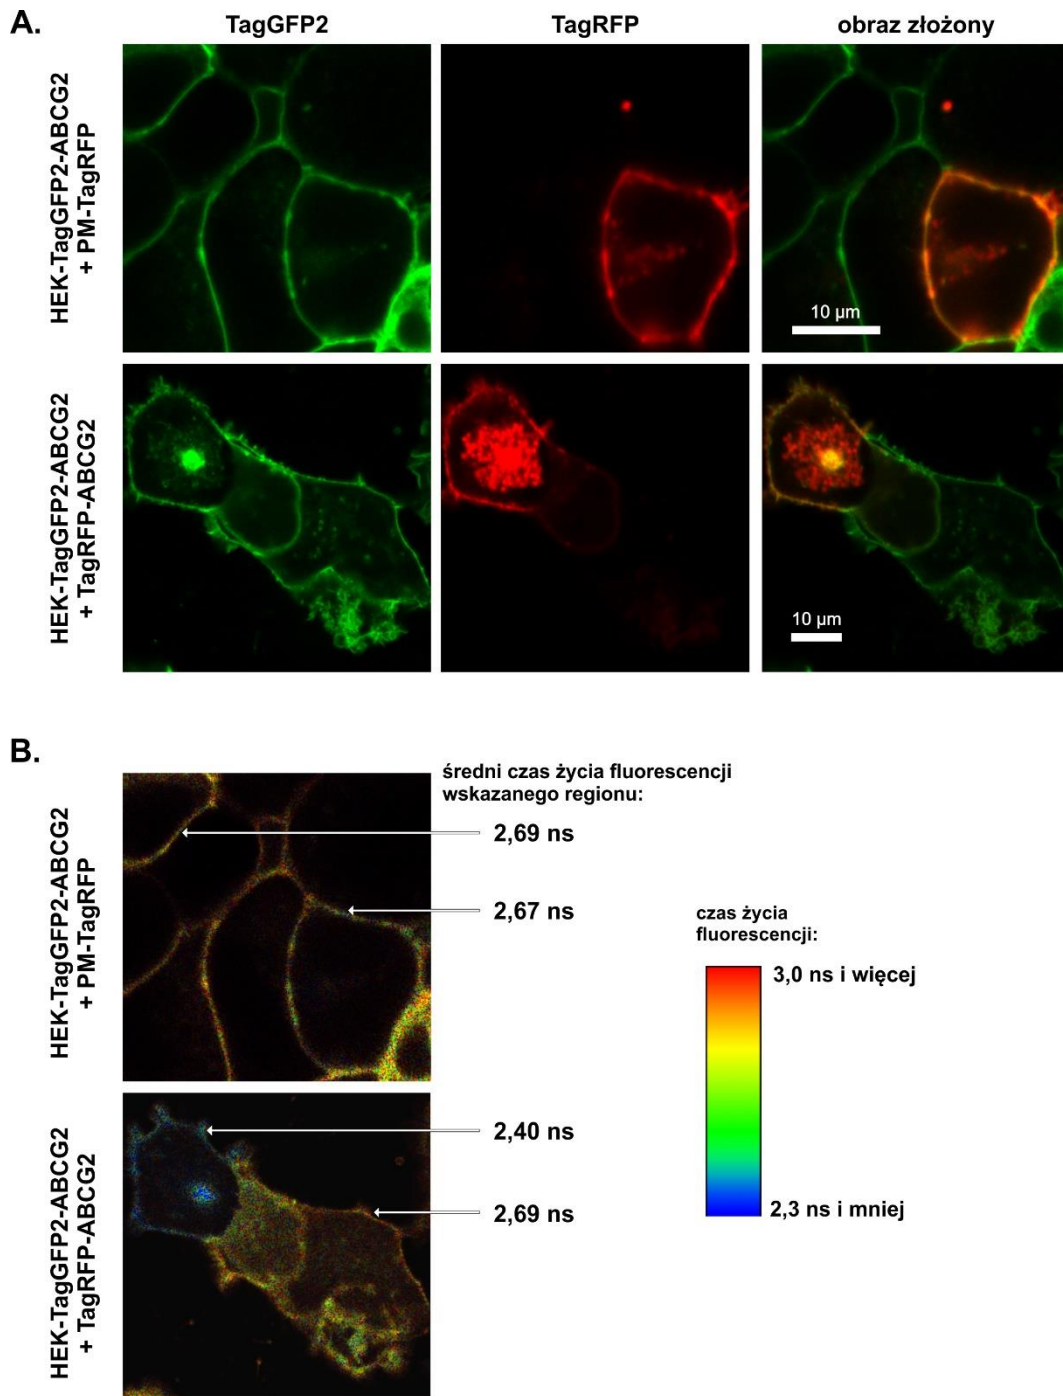 A.
TagGFP2
TagRFP
obraz złożony
HEK-TagGFP2-ABCG2
+ PM-TagRFP
10 µm
HEK-TagGFP2-ABCG2
+ TagRFP-ABCG2
10 µm
B.
HEK-TagGFP2-ABCG2
+ PM-TagRFP
średni czas życia fluorescencji
wskazanego regionu:
2,69 ns
2,67 ns
HEK-TagGFP2-ABCG2
+ TagRFP-ABCG2
2,40 ns
2,69 ns
czas życia
fluorescencji:
3,0 ns i więcej
2,3 ns i mniej